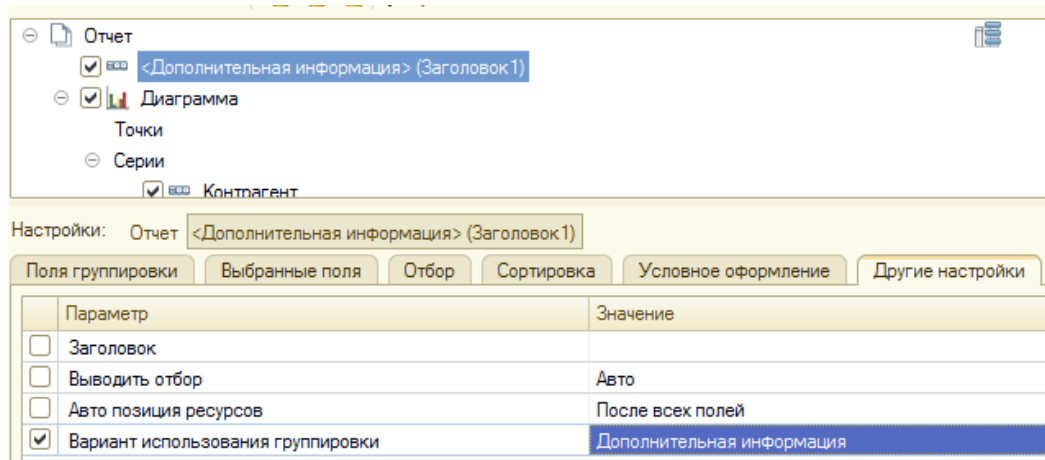 Отчет
<Дополнительная информация> (Заголовок1)
Диаграмма
Точки
Серии
Контрагент
Настройки: Отчет <Дополнительная информация> (Заголовок1)
Поля группировки Выбранные поля Отбор Сортировка Условное оформление Другие настройки
Параметр Значение
Заголовок
Выводить отбор Авто
Авто позиция ресурсов После всех полей
Вариант использования группировки Дополнительная информация